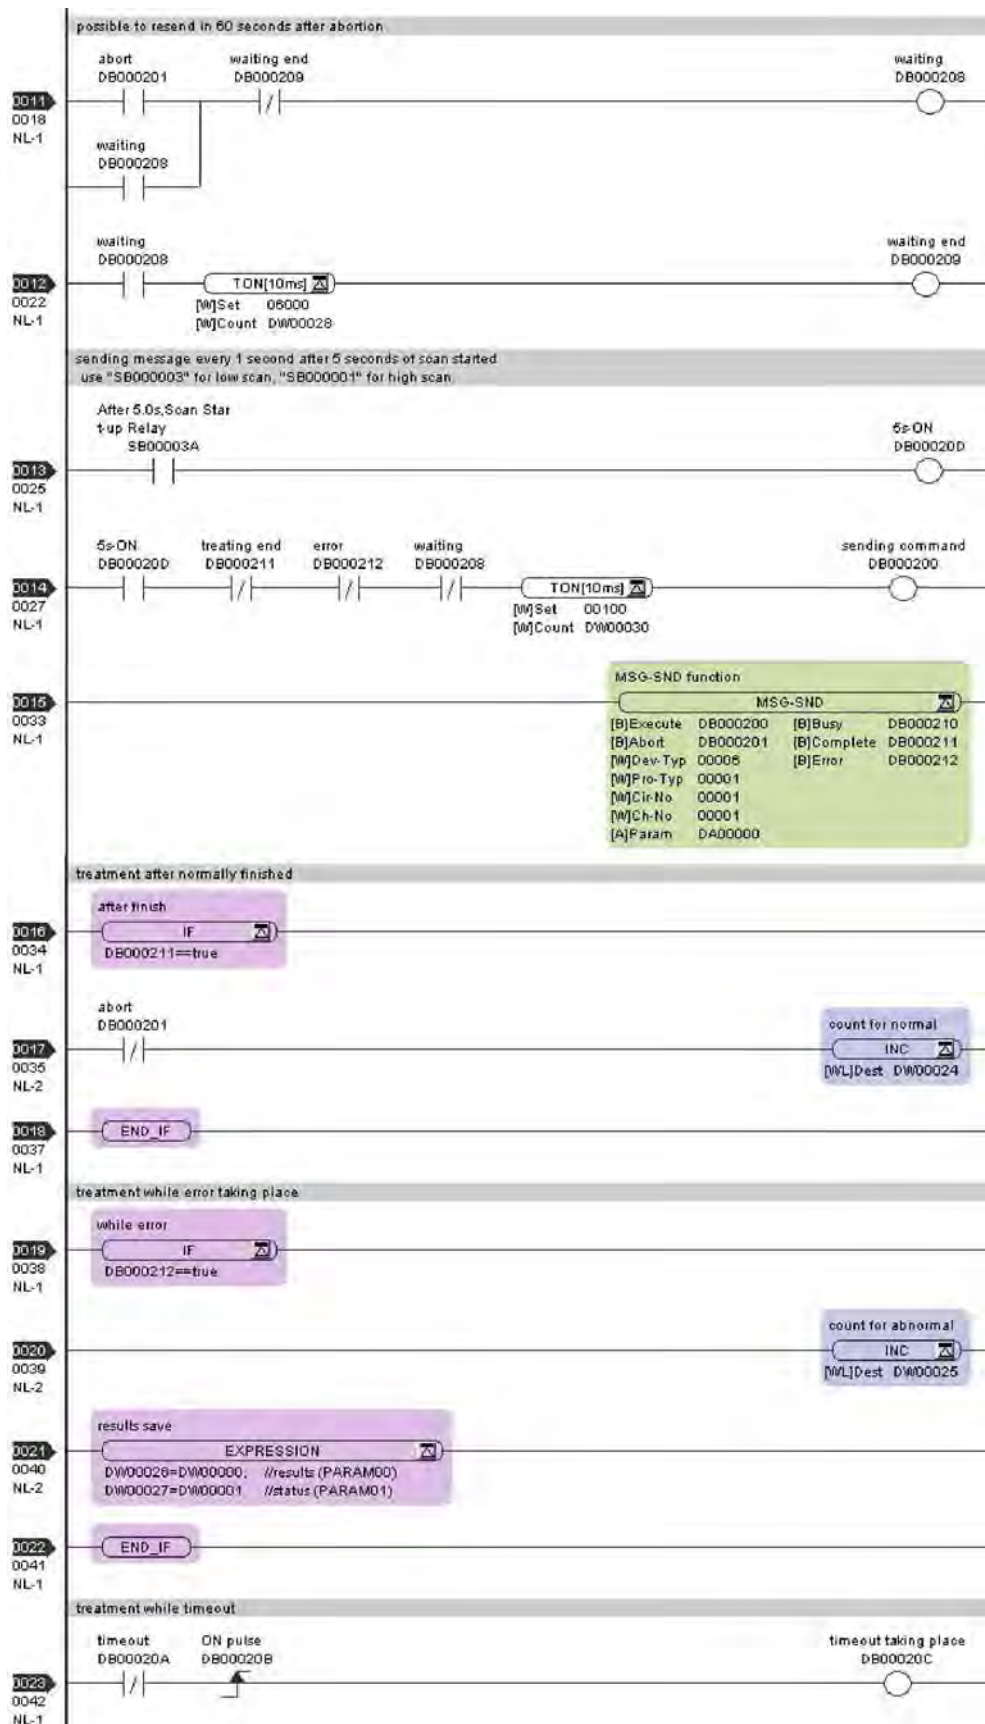 possible to resend in 60 seconds after abortion
abort
DB000201
waiting end
DB000209
waiting
DB000208
0011
0018
NL-1
waiting
DB000208
waiting
DB000208
waiting end
DB000209
0012
0022
NL-1
TON[10ms]
[W]Set 06000
[W]Count DW00028
sending message every 1 second after 5 seconds of scan started
use "SB000003" for low scan, "SB000001" for high scan
After 5.0s,Scan Star
t-up Relay
SB00003A
5s-ON
DB00020D
0013
0025
NL-1
5s-ON
DB00020D
treating end
DB000211
error
DB000212
waiting
DB000208
sending command
DB000200
0014
0027
NL-1
TON[10ms]
[W]Set 00100
[W]Count DW00030
MSG-SND function
0015
0033
NL-1
MSG-SND
[B]Execute DB000200 [B]Busy DB000210
[B]Abort DB000201 [B]Complete DB000211
[W]Dev-Typ 00006 [B]Error DB000212
[W]Pro-Typ 00001
[W]Cir-No 00001
[W]Ch-No 00001
[A]Param DA00000
treatment after normally finished
after finish
0016
0034
NL-1
IF
DB000211==true
abort
DB000201
count for normal
0017
0035
NL-2
INC
[WL]Dest DW00024
0018
0037
NL-1
END_IF
treatment while error taking place
while error
0019
0038
NL-1
IF
DB000212==true
count for abnormal
0020
0039
NL-2
INC
[WL]Dest DW00025
results save
0021
0040
NL-2
EXPRESSION
DW00026=DW00000; //results (PARAM00)
DW00027=DW00001 //status (PARAM01)
0022
0041
NL-1
END_IF
treatment while timeout
timeout
DB00020A
ON pulse
DB00020B
timeout taking place
DB00020C
0023
0042
NL-1